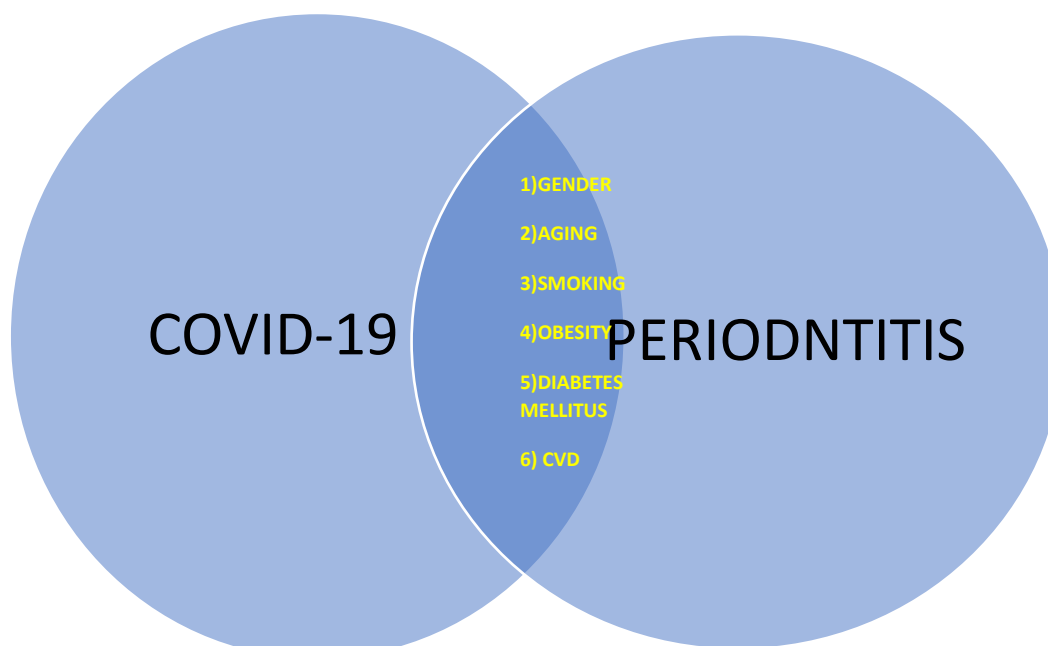 COVID-19
1)GENDER
2)AGING
3)SMOKING
4)OBESITY
5)DIABETES
MELLITUS
6) CVD
PERIODNTITIS